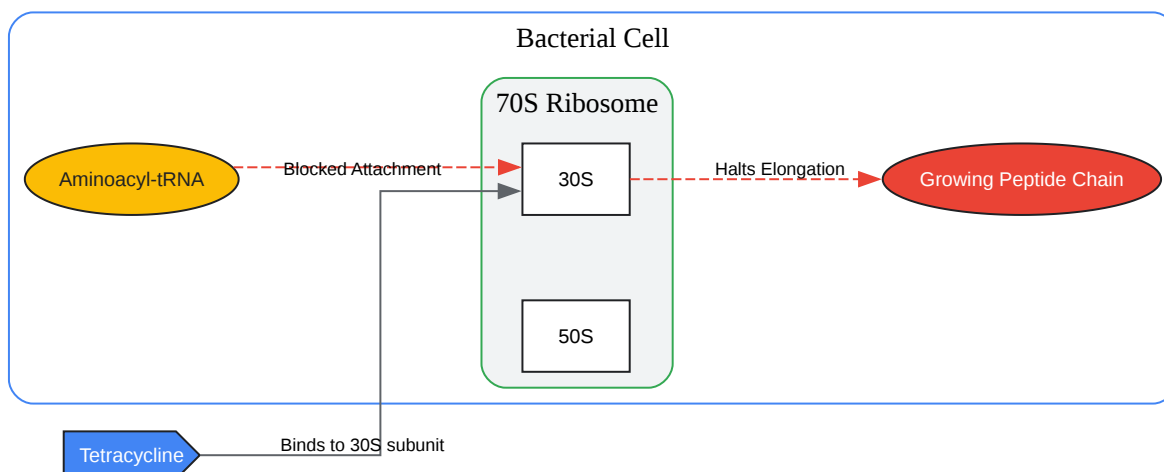 Bacterial Cell
70S Ribosome
Aminoacyl-tRNA
Blocked Attachment
30S
Halts Elongation
Growing Peptide Chain
50S
Tetracycline
Binds to 30S subunit